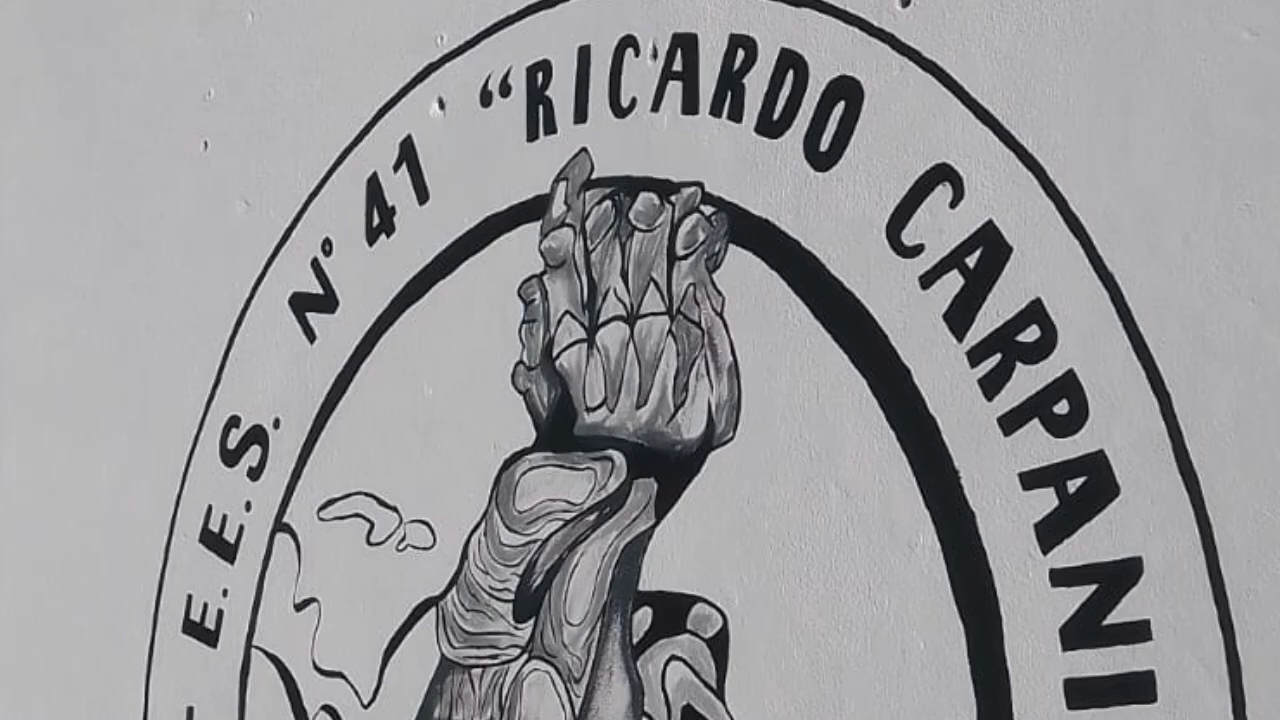 E.E.S. N° 41 “RICARDO CARPANI